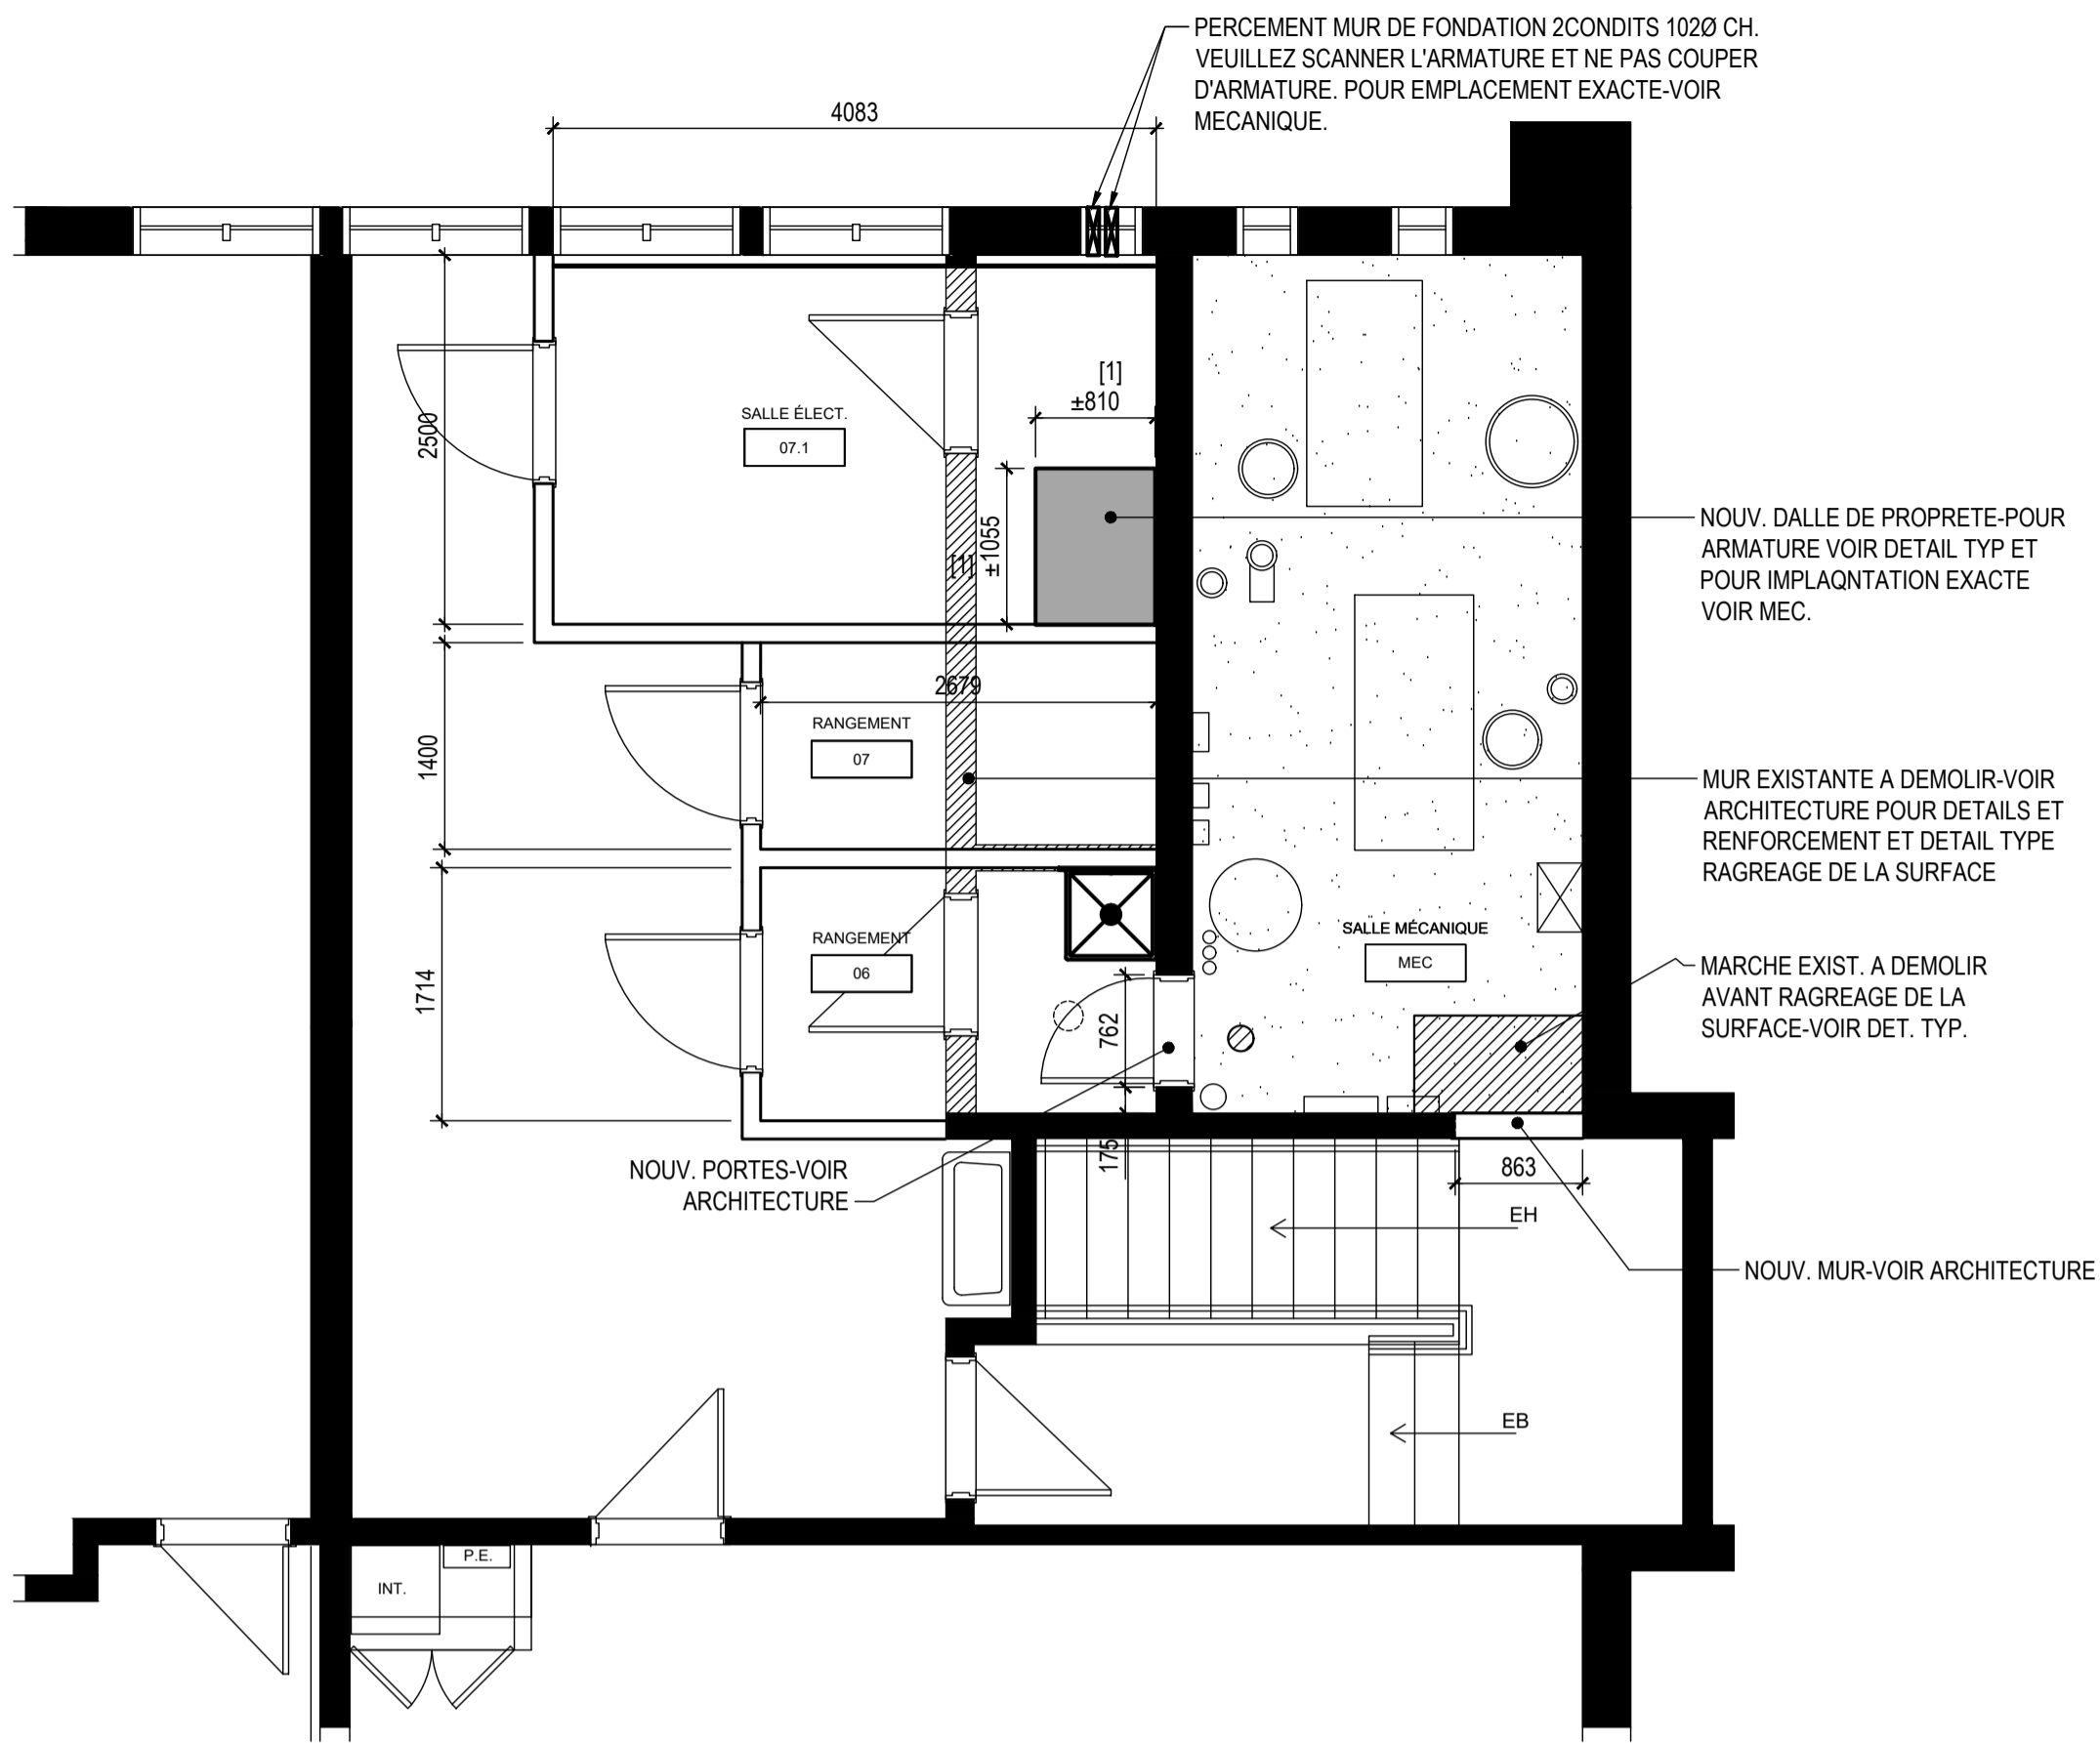 PERCEMENT MUR DE FONDATION 2CONDITS 102Ø CH.
VEUILLEZ SCANNER L'ARMATURE ET NE PAS COUPER
D'ARMATURE. POUR EMPLACEMENT EXACTE-VOIR
MECANIQUE.
4083
[1]
±810
SALLE ÉLECT.
07.1
2500
[1]
±1055
NOUV. DALLE DE PROPRETE-POUR
ARMATURE VOIR DETAIL TYP ET
POUR IMPLAQNTATION EXACTE
VOIR MEC.
2679
RANGEMENT
07
1400
MUR EXISTANTE A DEMOLIR-VOIR
ARCHITECTURE POUR DETAILS ET
RENFORCEMENT ET DETAIL TYPE
RAGREAGE DE LA SURFACE
RANGEMENT
06
1714
SALLE MÉCANIQUE
MEC
MARCHE EXIST. A DEMOLIR
AVANT RAGREAGE DE LA
SURFACE-VOIR DET. TYP.
762
175
NOUV. PORTES-VOIR
ARCHITECTURE
863
EH
NOUV. MUR-VOIR ARCHITECTURE
EB
P.E.
INT.